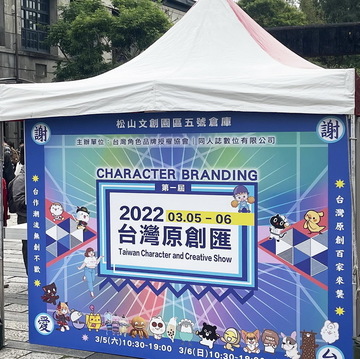 松山文創園區五號倉庫
主辦單位：台灣角色品牌授權協會｜同人誌數位有限公司
謝
謝
CHARACTER BRANDING
第一屆
2022 03.05 - 06
台灣原創匯
Taiwan Character and Creative Show
台作潮流無創不歡
台灣原創百家來襲
愛
台
3/5(六)10:30-19:00
3/6(日)10:30-18:00